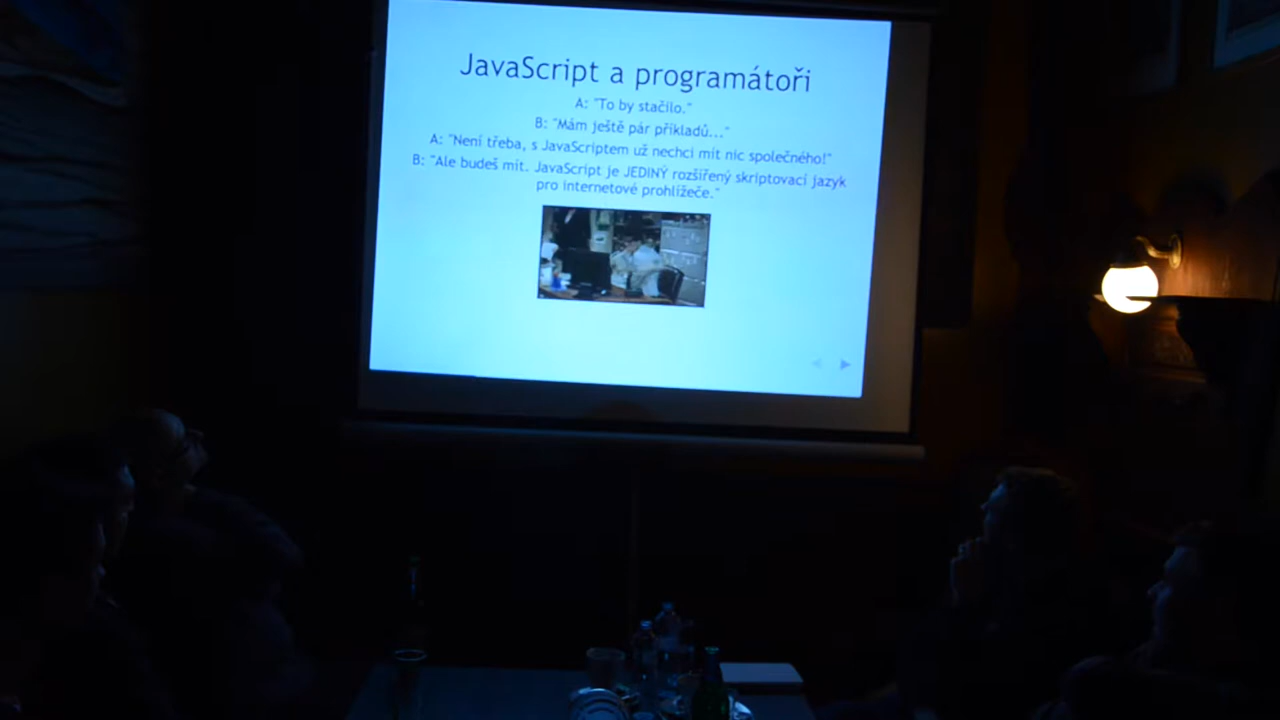 JavaScript a programátoři
A: "To by stačilo."
B: "Mám ještě pár příkladů..."
A: "Není třeba, s JavaScriptem už nechci mít nic společného!"
B: "Ale budeš mít. JavaScript je JEDINÝ rozšířený skriptovací jazyk
pro internetové prohlížeče."